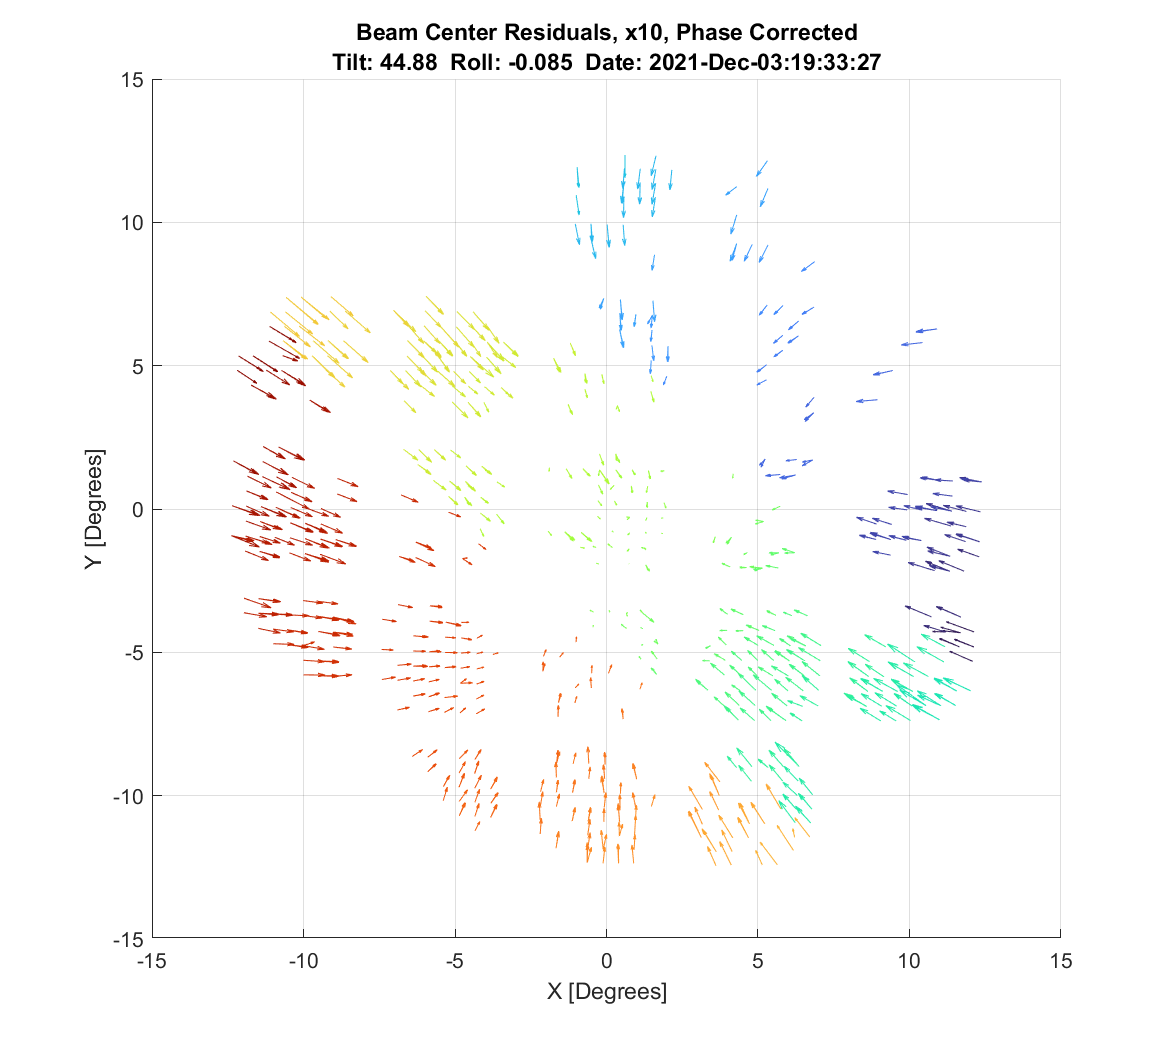 Beam Center Residuals, x10, Phase Corrected
Tilt: 44.88 Roll: -0.085 Date: 2021-Dec-03:19:33:27
15
10
5
0
-5
-10
-15
Y [Degrees]
-15 -10 -5 0 5 10 15
X [Degrees]